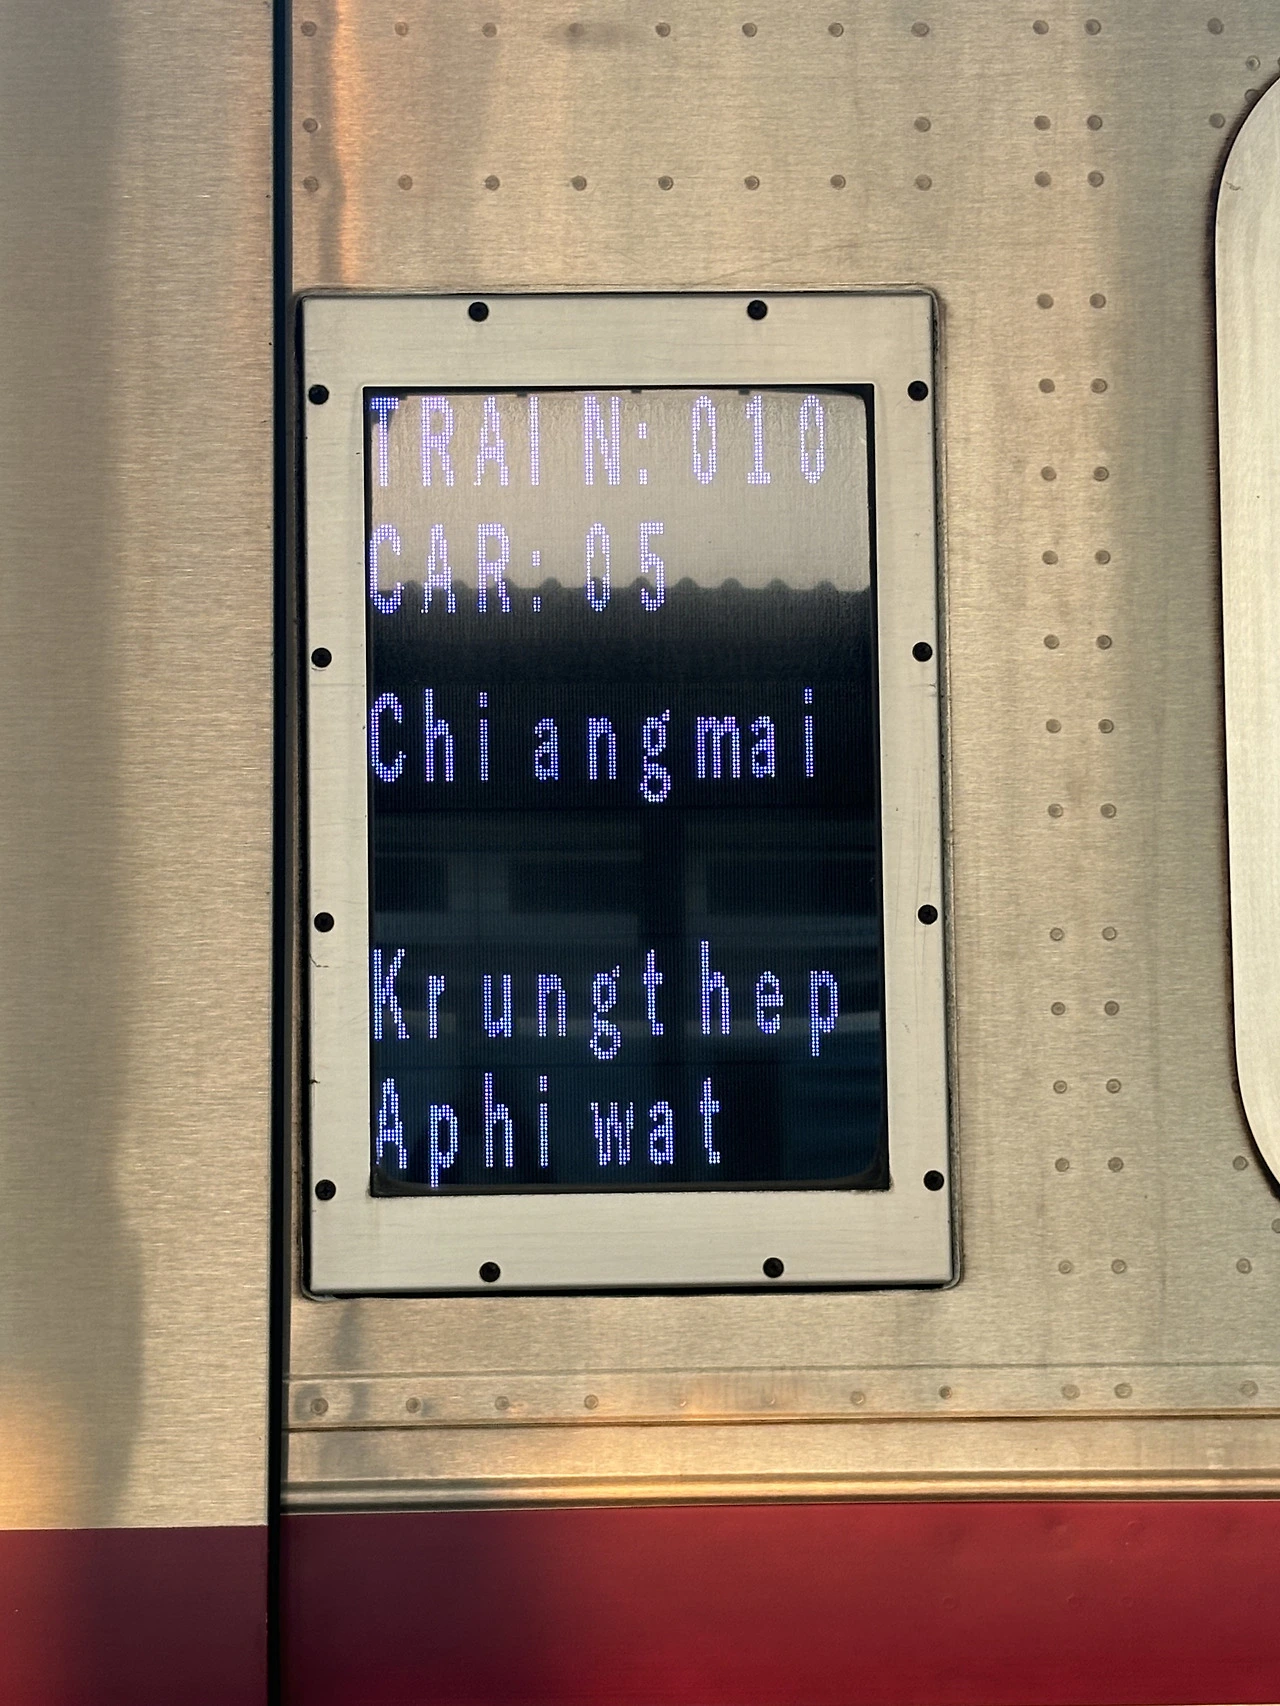 TRAIN: 010
CAR: 05
Chiangmai
Krungthep
Aphiwat